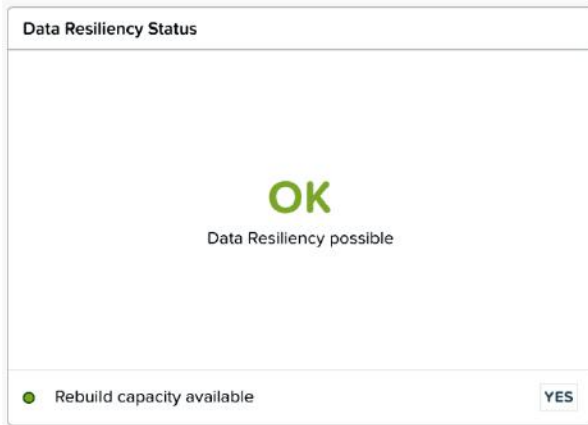 Data Resiliency Status
OK
Data Resiliency possible
Rebuild capacity available YES